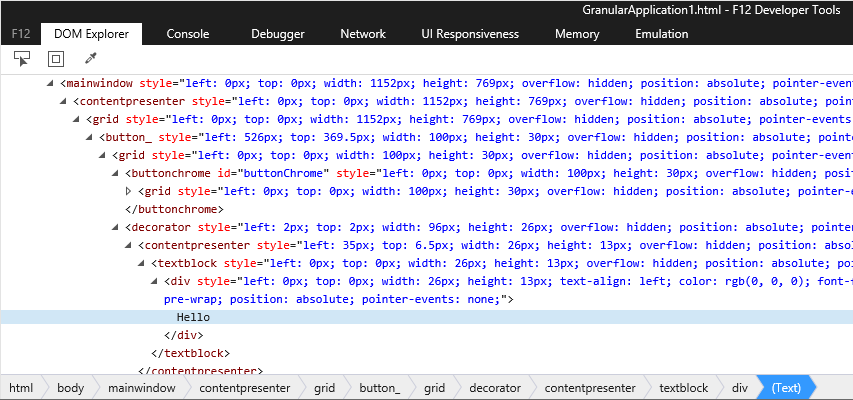 GranularApplication1.html - F12 Developer Tools
F12 DOM Explorer Console Debugger Network UI Responsiveness Memory Emulation
<mainwindow style="left: 0px; top: 0px; width: 1152px; height: 769px; overflow: hidden; position: absolute; pointer-event
<contentpresenter style="left: 0px; top: 0px; width: 1152px; height: 769px; overflow: hidden; position: absolute; po
<grid style="left: 0px; top: 0px; width: 1152px; height: 769px; overflow: hidden; position: absolute; pointer-events
<button_ style="left: 526px; top: 369.5px; width: 100px; height: 30px; overflow: hidden; position: absolute; point
<grid style="left: 0px; top: 0px; width: 100px; height: 30px; overflow: hidden; position: absolute; pointer-even
<buttonchrome id="buttonChrome" style="left: 0px; top: 0px; width: 100px; height: 30px; overflow: hidden; posi
<grid style="left: 0px; top: 0px; width: 100px; height: 30px; overflow: hidden; position: absolute; pointer-e
</buttonchrome>
<decorator style="left: 2px; top: 2px; width: 96px; height: 26px; overflow: hidden; position: absolute; pointe
<contentpresenter style="left: 35px; top: 6.5px; width: 26px; height: 13px; overflow: hidden; position: abso
<textblock style="left: 0px; top: 0px; width: 26px; height: 13px; overflow: hidden; position: absolute; po
<div style="left: 0px; top: 0px; width: 26px; height: 13px; text-align: left; color: rgb(0, 0, 0); font-f
pre-wrap; position: absolute; pointer-events: none;">
Hello
</div>
</textblock>
</contentpresenter>
html body mainwindow contentpresenter grid button_ grid decorator contentpresenter textblock div (Text)